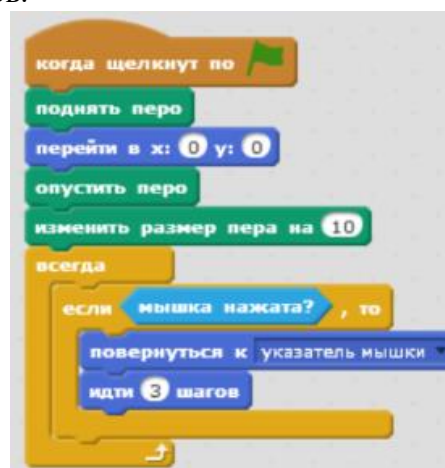 ов.
когда щелкнут по
поднять перо
перейти в x: 0 y: 0
опустить перо
изменить размер пера на 10
всегда
если мышка нажата? , то
повернуться к указатель мышки
идти 3 шагов